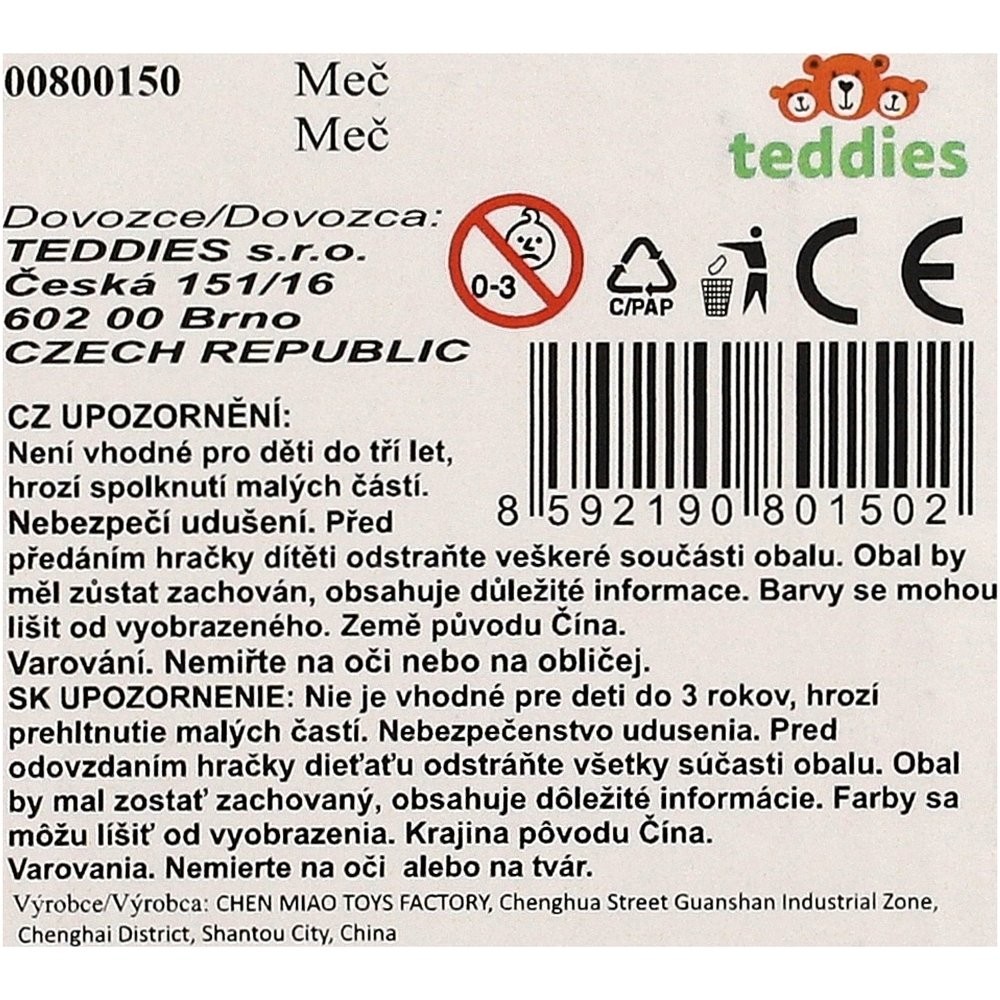 00800150 Meč
Meč
teddies
Dovozce/Dovozca:
TEDDIES s.r.o.
Česká 151/16
602 00 Brno
CZECH REPUBLIC
0-3
C/PAP
CE
8 592190 801502
CZ UPOZORNĚNÍ:
Není vhodné pro děti do tří let,
hrozí spolknutí malých částí.
Nebezpečí udušení. Před
předáním hračky dítěti odstraňte veškeré součásti obalu. Obal by
měl zůstat zachován, obsahuje důležité informace. Barvy se mohou
lišit od vyobrazeného. Země původu Čína.
Varování. Nemiřte na oči nebo na obličej.
SK UPOZORNENIE: Nie je vhodné pre deti do 3 rokov, hrozí
prehltnutie malých častí. Nebezpečenstvo udusenia. Pred
odovzdaním hračky dieťaťu odstráňte všetky súčasti obalu. Obal
by mal zostať zachovaný, obsahuje dôležité informácie. Farby sa
môžu líšiť od vyobrazenia. Krajina pôvodu Čína.
Varovania. Nemierte na oči alebo na tvár.
Výrobce/Výrobca: CHEN MIAO TOYS FACTORY, Chenghua Street Guanshan Industrial Zone,
Chenghai District, Shantou City, China